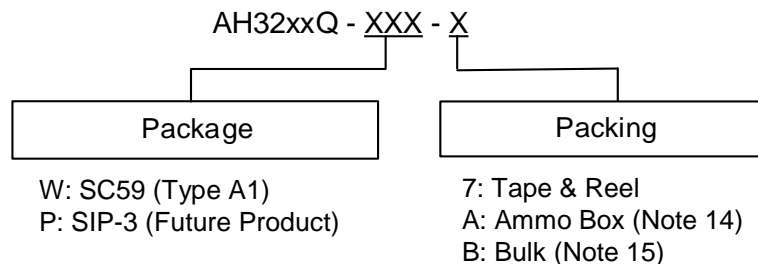 AH32xxQ - XXX - X
Package
Packing
W: SC59 (Type A1)
P: SIP-3 (Future Product)
7: Tape & Reel
A: Ammo Box (Note 14)
B: Bulk (Note 15)